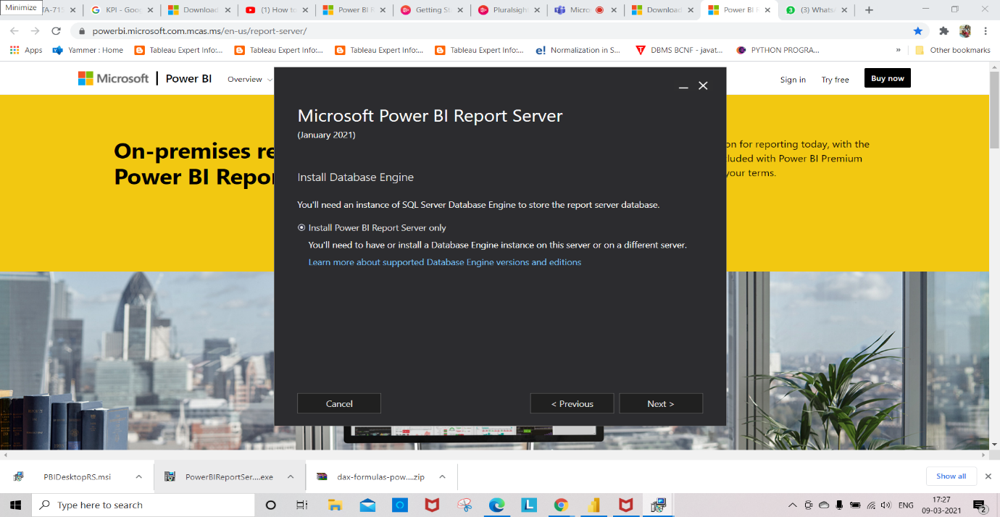 Minimize
TA-715
KPI - Goo
Download
(1) How to
Power BI F
Getting St
Pluralsigh
Micro
Download
Power BI F
(3) WhatsA
powerbi.microsoft.com.mcas.ms/en-us/report-server/
Apps
Yammer : Home
Tableau Expert Info:...
Tableau Expert Info:...
Tableau Expert Info:...
Tableau Expert Info:...
e! Normalization in S...
DBMS BCNF - javat...
PYTHON PROGRA...
»
Other bookmarks
Microsoft
Power BI
Overview
Sign in
Try free
Buy now
On-premises re
Power BI Repor
on for reporting today, with the
cluded with Power BI Premium
your terms.
Microsoft Power BI Report Server
(January 2021)
Install Database Engine
You'll need an instance of SQL Server Database Engine to store the report server database.
Install Power BI Report Server only
You'll need to have or install a Database Engine instance on this server or on a different server.
Learn more about supported Database Engine versions and editions
Cancel
< Previous
Next >
PBIDesktopRS.msi
PowerBIReportSer....exe
dax-formulas-pow....zip
Show all
Type here to search
ENG
17:27
09-03-2021
2